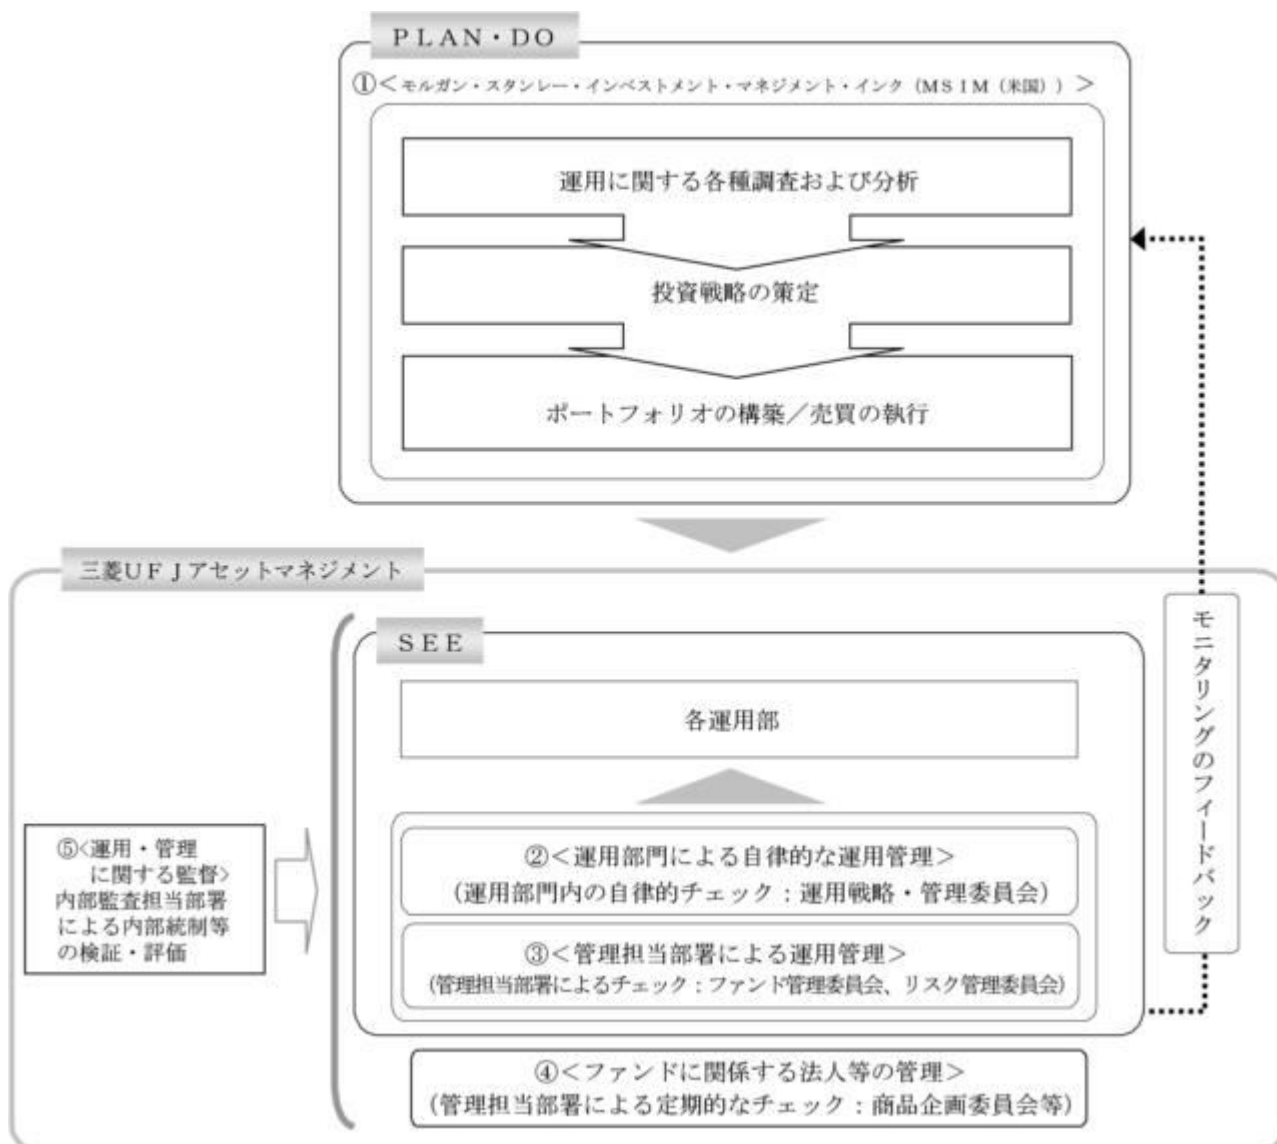 PLAN・DO
①<モルガン・スタンレー・インベストメント・マネジメント・インク（MSIM（米国））>
運用に関する各種調査および分析
投資戦略の策定
ポートフォリオの構築／売買の執行
三菱UFJアセットマネジメント
SEE
各運用部
②<運用部門による自律的な運用管理>
（運用部門内の自律的チェック：運用戦略・管理委員会）
③<管理担当部署による運用管理>
（管理担当部署によるチェック：ファンド管理委員会、リスク管理委員会）
④<ファンドに関係する法人等の管理>
（管理担当部署による定期的なチェック：商品企画委員会等）
⑤<運用・管理
に関する監督>
内部監査担当部署
による内部統制等
の検証・評価
モニタリングのフィードバック